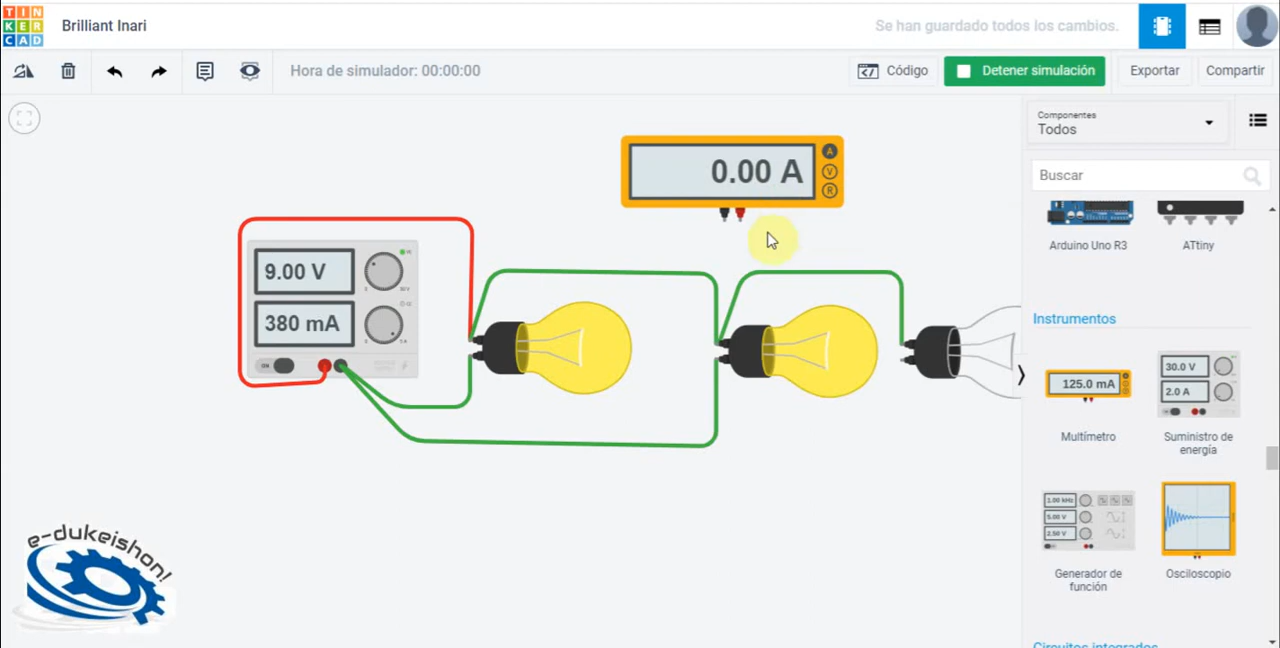 TIN
KER
CAD
Brilliant Inari
Se han guardado todos los cambios.
Hora de simulador: 00:00:00
Código
Detener simulación
Exportar
Compartir
Componentes
Todos
Buscar
Arduino Uno R3
ATtiny
Instrumentos
125.0 mA
Multímetro
30.0 V
2.0 A
Suministro de
energía
1.00 kHz
5.00 V
2.50 V
Generador de
función
Osciloscopio
Circuitos integrados
0.00 A
A
V
R
9.00 V
380 mA
ON
e-dukeishon!